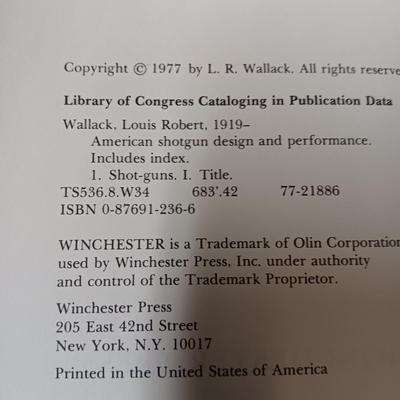 Copyright © 1977 by L. R. Wallack. All rights reserve
Library of Congress Cataloging in Publication Data
Wallack, Louis Robert, 1919–
American shotgun design and performance.
Includes index.
1. Shot-guns. I. Title.
TS536.8.W34 683'.42 77-21886
ISBN 0-87691-236-6
WINCHESTER is a Trademark of Olin Corporation
used by Winchester Press, Inc. under authority
and control of the Trademark Proprietor.
Winchester Press
205 East 42nd Street
New York, N.Y. 10017
Printed in the United States of America